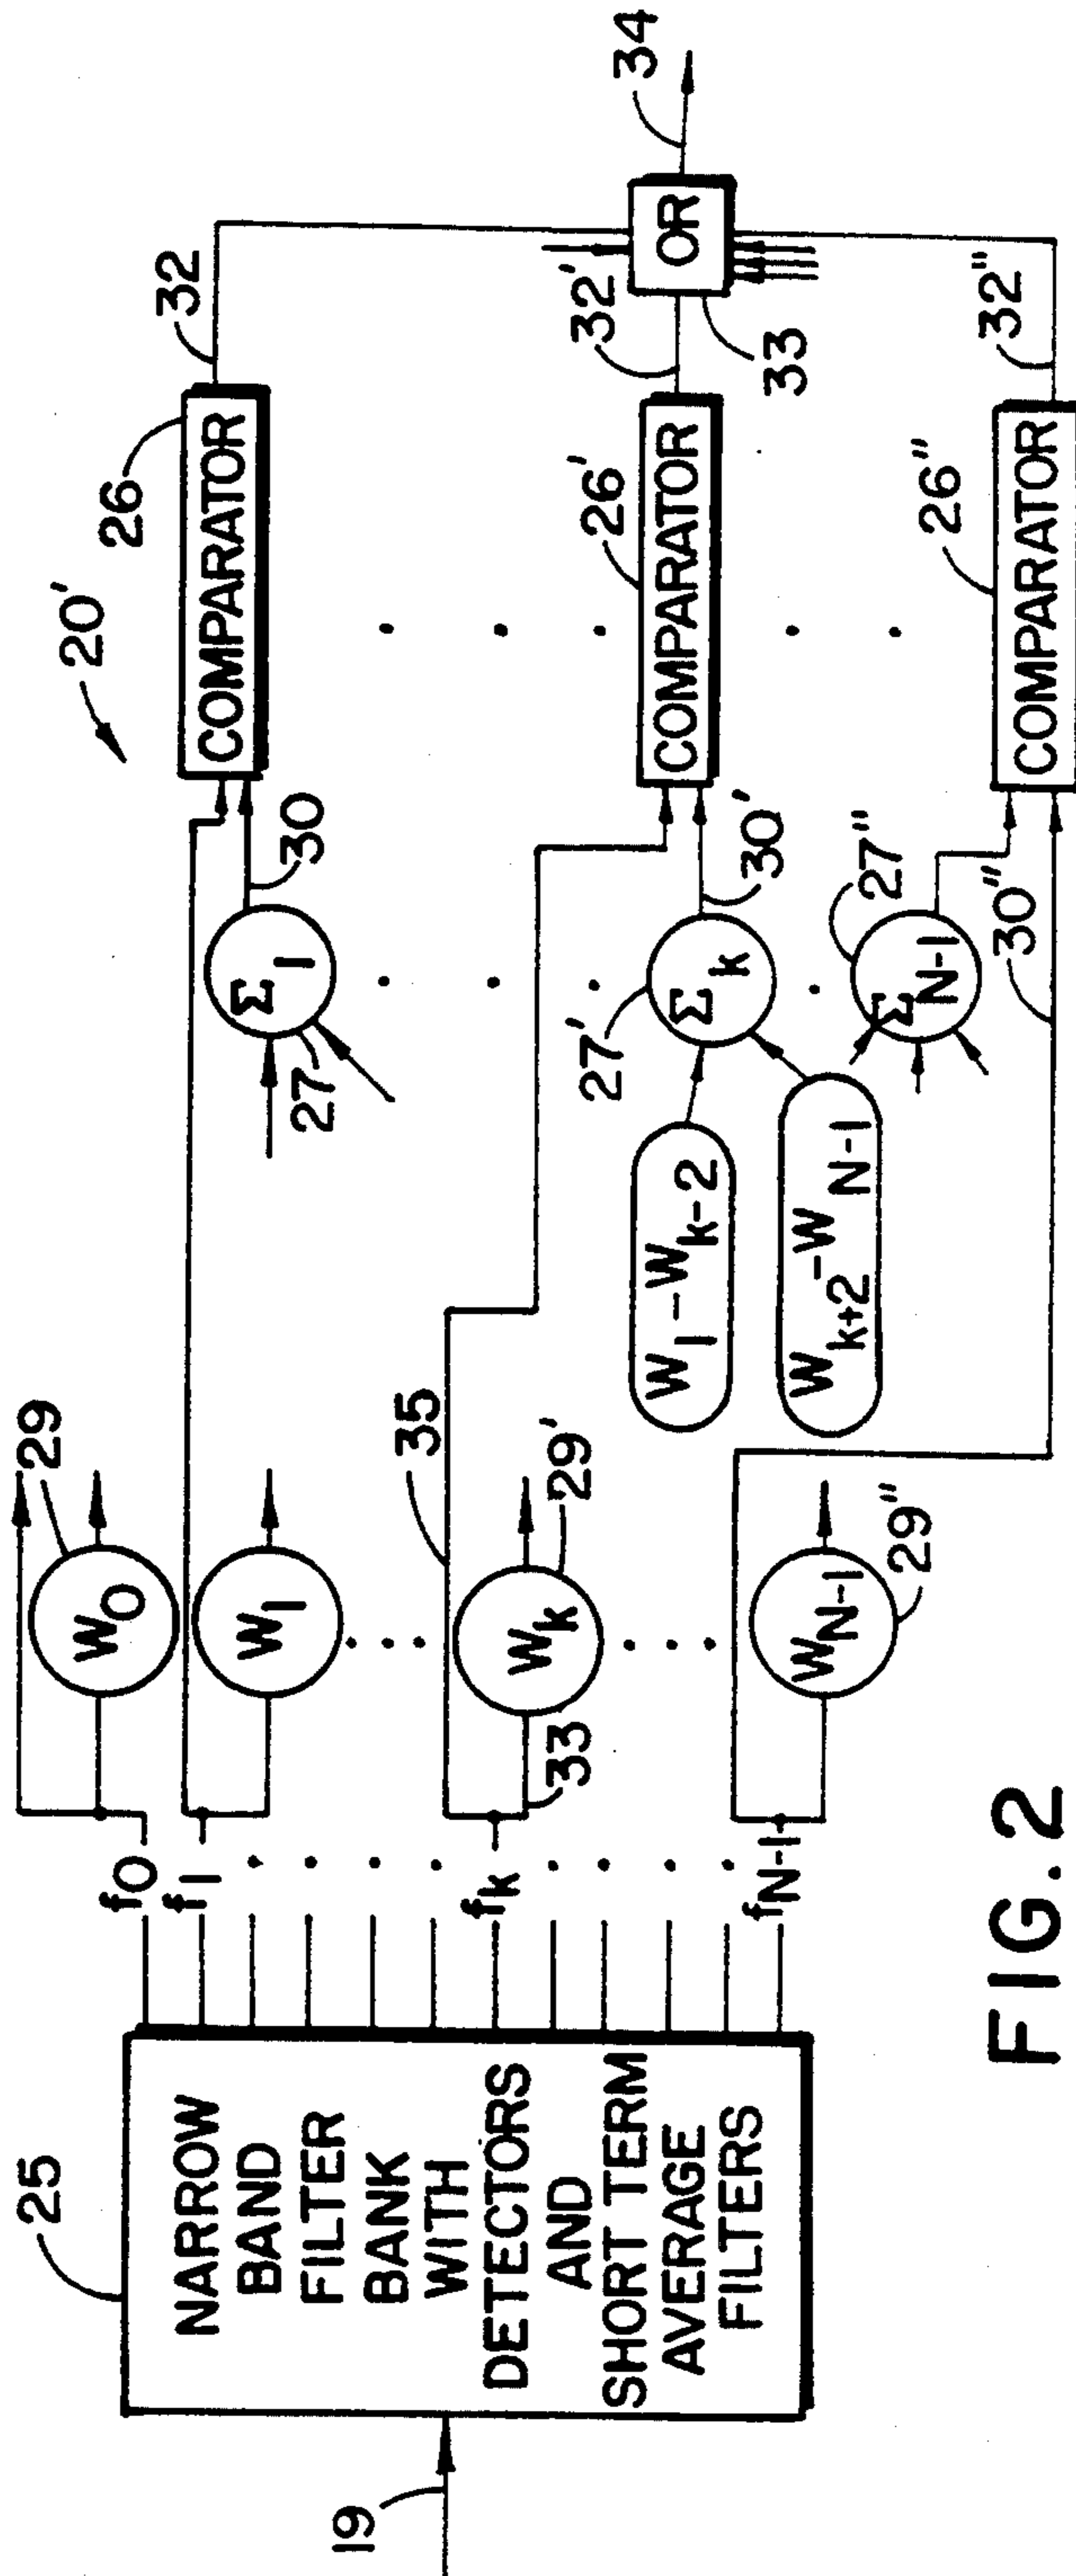 20'
25
19
NARROW
BAND
FILTER
BANK
WITH
DETECTORS
AND
SHORT TERM
AVERAGE
FILTERS
f0
f1
fk
fN-1
29
W0
W1
35
Wk
29'
33
WN-1
29"
W1-Wk-2
Wk+2-WN-1
Σ1
27
30
Σk
27'
30'
ΣN-1
27"
30"
26
COMPARATOR
32
26'
COMPARATOR
32'
26"
COMPARATOR
32"
OR
33
34
FIG. 2